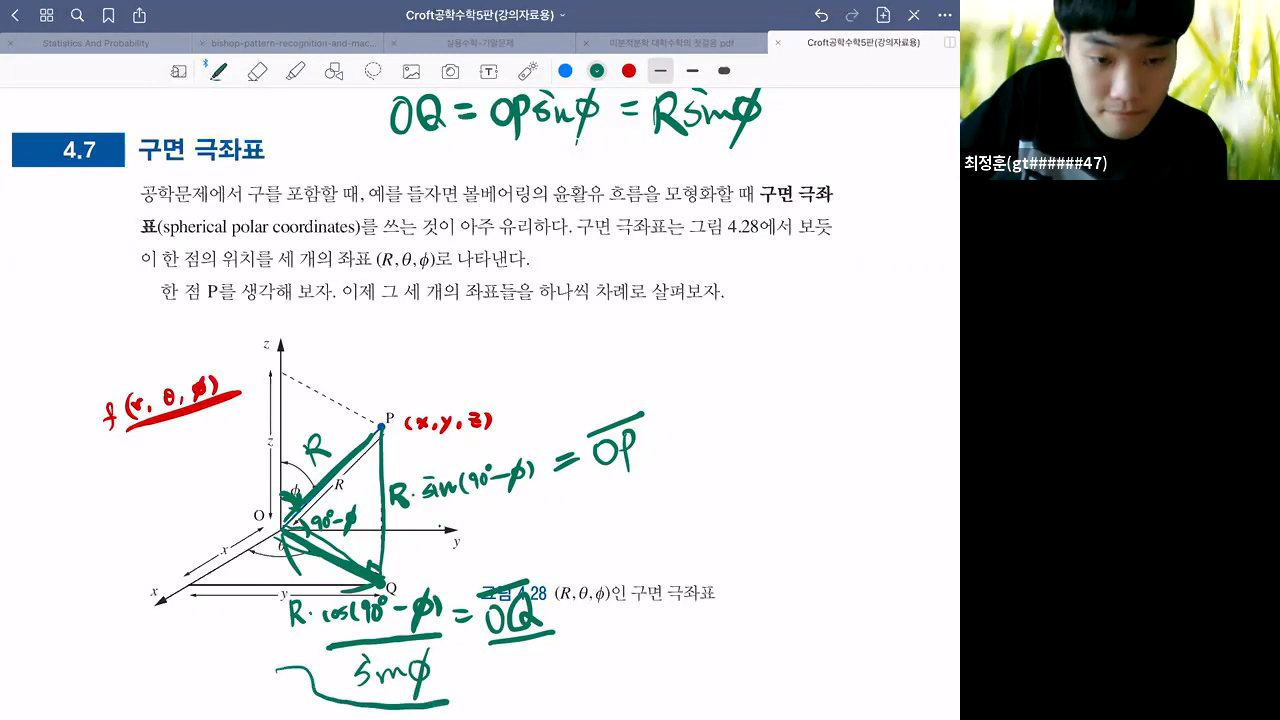 Croft공학수학5판(강의자료용)
Statistics And Probability
bishop-pattern-recognition-and-mac...
실용수학-기말문제
미분적분학 대학수학의 첫걸음.pdf
Croft공학수학5판(강의자료용)
최정훈(gt######47)
OQ = OPsinϕ = Rsinϕ
4.7 구면 극좌표
공학문제에서 구를 포함할 때, 예를 들자면 볼베어링의 윤활유 흐름을 모형화할 때 구면 극좌
표(spherical polar coordinates)를 쓰는 것이 아주 유리하다. 구면 극좌표는 그림 4.28에서 보듯
이 한 점의 위치를 세 개의 좌표 (R, θ, ϕ)로 나타낸다.
한 점 P를 생각해 보자. 이제 그 세 개의 좌표들을 하나씩 차례로 살펴보자.
z
f(r, θ, ϕ)
P (x, y, z)
z
R
R. sin(90°-ϕ) = OP
ϕ R
O 90°-ϕ
y
x θ
x y Q
그림 4.28 (R, θ, ϕ)인 구면 극좌표
R. cos(90°-ϕ) = OQ
sinϕ